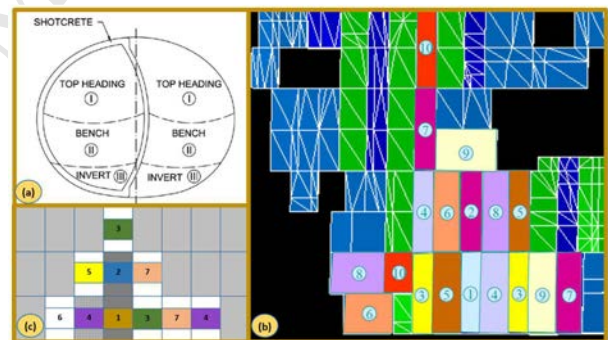 SHOTCRETE
TOP HEADING
TOP HEADING
I
I
BENCH
BENCH
II
II
INVERT III
INVERT III
(a)
10
7
9
4 6 2 8 5
8 10 3 5 1 4 3 9 7
6
(b)
3
5 2 7
6 4 1 3 7 4
(c)